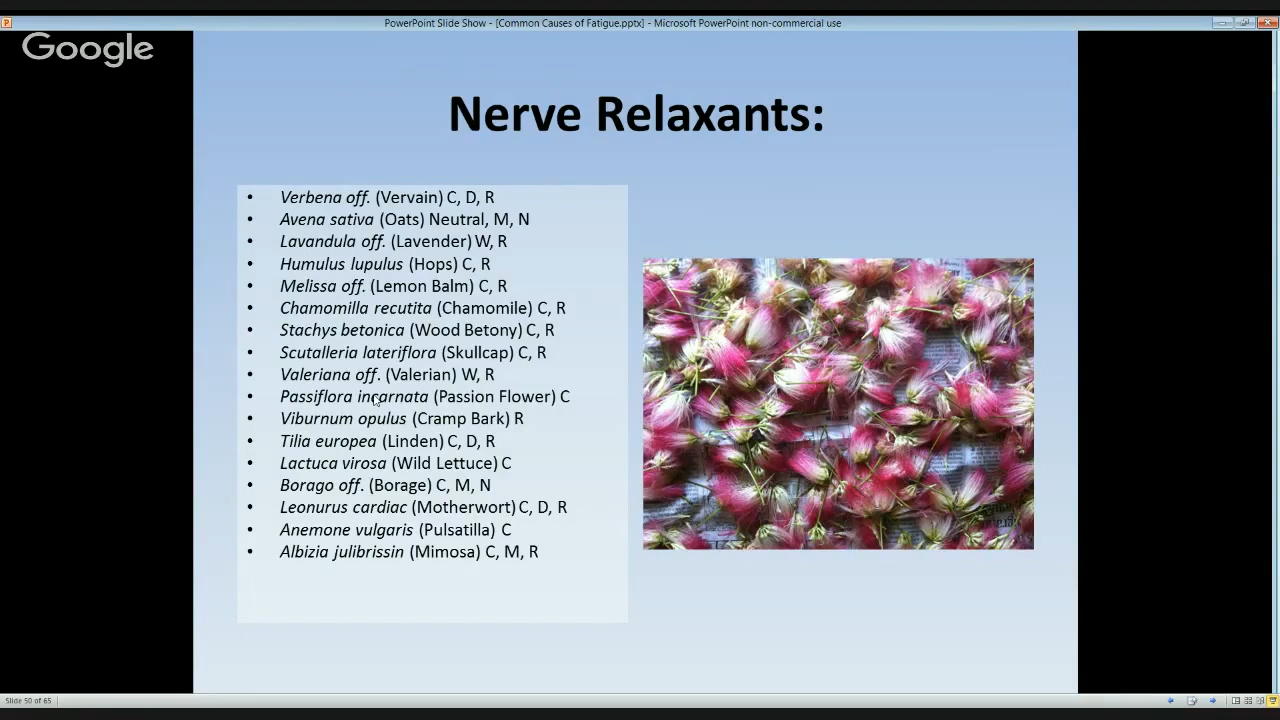 PowerPoint Slide Show - [Common Causes of Fatigue.pptx] - Microsoft PowerPoint non-commercial use
Google
Nerve Relaxants:
• Verbena off. (Vervain) C, D, R
• Avena sativa (Oats) Neutral, M, N
• Lavandula off. (Lavender) W, R
• Humulus lupulus (Hops) C, R
• Melissa off. (Lemon Balm) C, R
• Chamomilla recutita (Chamomile) C, R
• Stachys betonica (Wood Betony) C, R
• Scutalleria lateriflora (Skullcap) C, R
• Valeriana off. (Valerian) W, R
• Passiflora incarnata (Passion Flower) C
• Viburnum opulus (Cramp Bark) R
• Tilia europea (Linden) C, D, R
• Lactuca virosa (Wild Lettuce) C
• Borago off. (Borage) C, M, N
• Leonurus cardiac (Motherwort) C, D, R
• Anemone vulgaris (Pulsatilla) C
• Albizia julibrissin (Mimosa) C, M, R
Slide 50 of 65